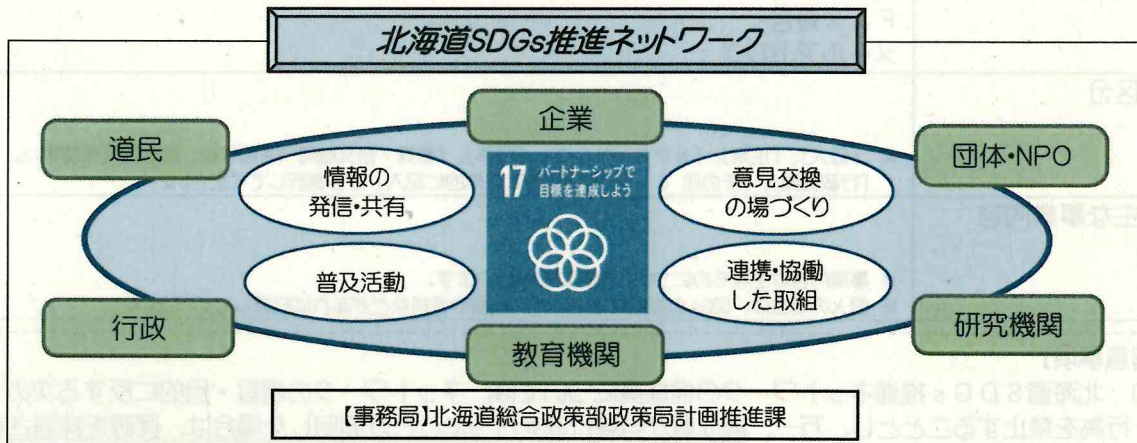 北海道SDGs推進ネットワーク
道民
企業
団体・NPO
情報の
発信・共有
17 パートナーシップで
目標を達成しよう
意見交換
の場づくり
普及活動
連携・協働
した取組
行政
教育機関
研究機関
【事務局】北海道総合政策部政策局計画推進課